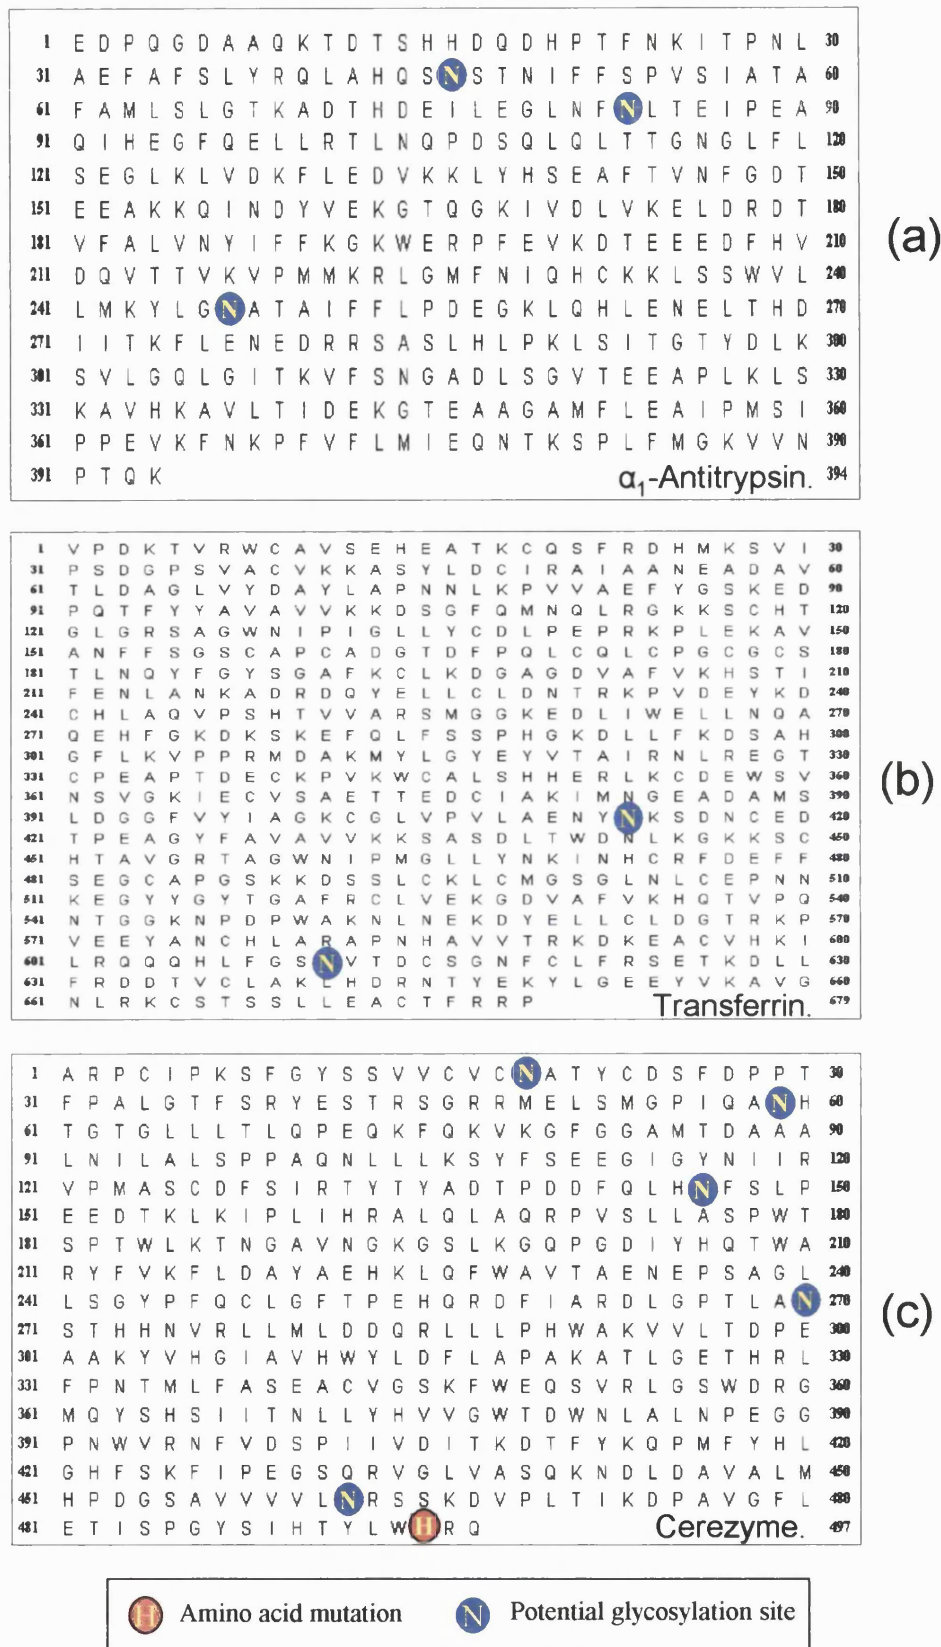 1 E D P Q G D A A Q K T D T S H H D Q D H P T F N K I T P N L 30
31 A E F A F S L Y R Q L A H Q S N S T N I F F S P V S I A T A 60
61 F A M L S L G T K A D T H D E I L E G L N F N L T E I P E A 90
91 Q I H E G F Q E L L R T L N Q P D S Q L Q L T T G N G L F L 120
121 S E G L K L V D K F L E D V K K L Y H S E A F T V N F G D T 150
151 E E A K K Q I N D Y V E K G T Q G K I V D L V K E L D R D T 180
181 V F A L V N Y I F F K G K W E R P F E V K D T E E E D F H V 210
211 D Q V T T V K V P M M K R L G M F N I Q H C K K L S S W V L 240
241 L M K Y L G N A T A I F F L P D E G K L Q H L E N E L T H D 270
271 I I T K F L E N E D R R S A S L H L P K L S I T G T Y D L K 300
301 S V L G Q L G I T K V F S N G A D L S G V T E E A P L K L S 330
331 K A V H K A V L T I D E K G T E A A G A M F L E A I P M S I 360
361 P P E V K F N K P F V F L M I E Q N T K S P L F M G K V V N 390
391 P T Q K α1-Antitrypsin. 394
(a)
1 V P D K T V R W C A V S E H E A T K C Q S F R D H M K S V I 30
31 P S D G P S V A C V K K A S Y L D C I R A I A A N E A D A V 60
61 T L D A G L V Y D A Y L A P N N L K P V V A E F Y G S K E D 90
91 P Q T F Y Y A V A V V K K D S G F Q M N Q L R G K K S C H T 120
121 G L G R S A G W N I P I G L L Y C D L P E P R K P L E K A V 150
151 A N F F S G S C A P C A D G T D F P Q L C Q L C P G C G C S 180
181 T L N Q Y F G Y S G A F K C L K D G A G D V A F V K H S T I 210
211 F E N L A N K A D R D Q Y E L L C L D N T R K P V D E Y K D 240
241 C H L A Q V P S H T V V A R S M G G K E D L I W E L L N Q A 270
271 Q E H F G K D K S K E F Q L F S S P H G K D L L F K D S A H 300
301 G F L K V P P R M D A K M Y L G Y E Y V T A I R N L R E G T 330
331 C P E A P T D E C K P V K W C A L S H H E R L K C D E W S V 360
361 N S V G K I E C V S A E T T E D C I A K I M N G E A D A M S 390
391 L D G G F V Y I A G K C G L V P V L A E N Y N K S D N C E D 420
421 T P E A G Y F A V A V V K K S A S D L T W D N L K G K K S C 450
451 H T A V G R T A G W N I P M G L L Y N K I N H C R F D E F F 480
481 S E G C A P G S K K D S S L C K L C M G S G L N L C E P N N 510
511 K E G Y Y G Y T G A F R C L V E K G D V A F V K H Q T V P Q 540
541 N T G G K N P D P W A K N L N E K D Y E L L C L D G T R K P 570
571 V E E Y A N C H L A R A P N H A V V T R K D K E A C V H K I 600
601 L R Q Q Q H L F G S N V T D C S G N F C L F R S E T K D L L 630
631 F R D D T V C L A K L H D R N T Y E K Y L G E E Y V K A V G 660
661 N L R K C S T S S L L E A C T F R R P Transferrin. 679
(b)
1 A R P C I P K S F G Y S S V V C V C N A T Y C D S F D P P T 30
31 F P A L G T F S R Y E S T R S G R R M E L S M G P I Q A N H 60
61 T G T G L L L T L Q P E Q K F Q K V K G F G G A M T D A A A 90
91 L N I L A L S P P A Q N L L L K S Y F S E E G I G Y N I I R 120
121 V P M A S C D F S I R T Y T Y A D T P D D F Q L H N F S L P 150
151 E E D T K L K I P L I H R A L Q L A Q R P V S L L A S P W T 180
181 S P T W L K T N G A V N G K G S L K G Q P G D I Y H Q T W A 210
211 R Y F V K F L D A Y A E H K L Q F W A V T A E N E P S A G L 240
241 L S G Y P F Q C L G F T P E H Q R D F I A R D L G P T L A N 270
271 S T H H N V R L L M L D D Q R L L L P H W A K V V L T D P E 300
301 A A K Y V H G I A V H W Y L D F L A P A K A T L G E T H R L 330
331 F P N T M L F A S E A C V G S K F W E Q S V R L G S W D R G 360
361 M Q Y S H S I I T N L L Y H V V G W T D W N L A L N P E G G 390
391 P N W V R N F V D S P I I V D I T K D T F Y K Q P M F Y H L 420
421 G H F S K F I P E G S Q R V G L V A S Q K N D L D A V A L M 450
451 H P D G S A V V V V L N R S S K D V P L T I K D P A V G F L 480
481 E T I S P G Y S I H T Y L W H R Q Cerezyme. 497
(c)
H Amino acid mutation N Potential glycosylation site